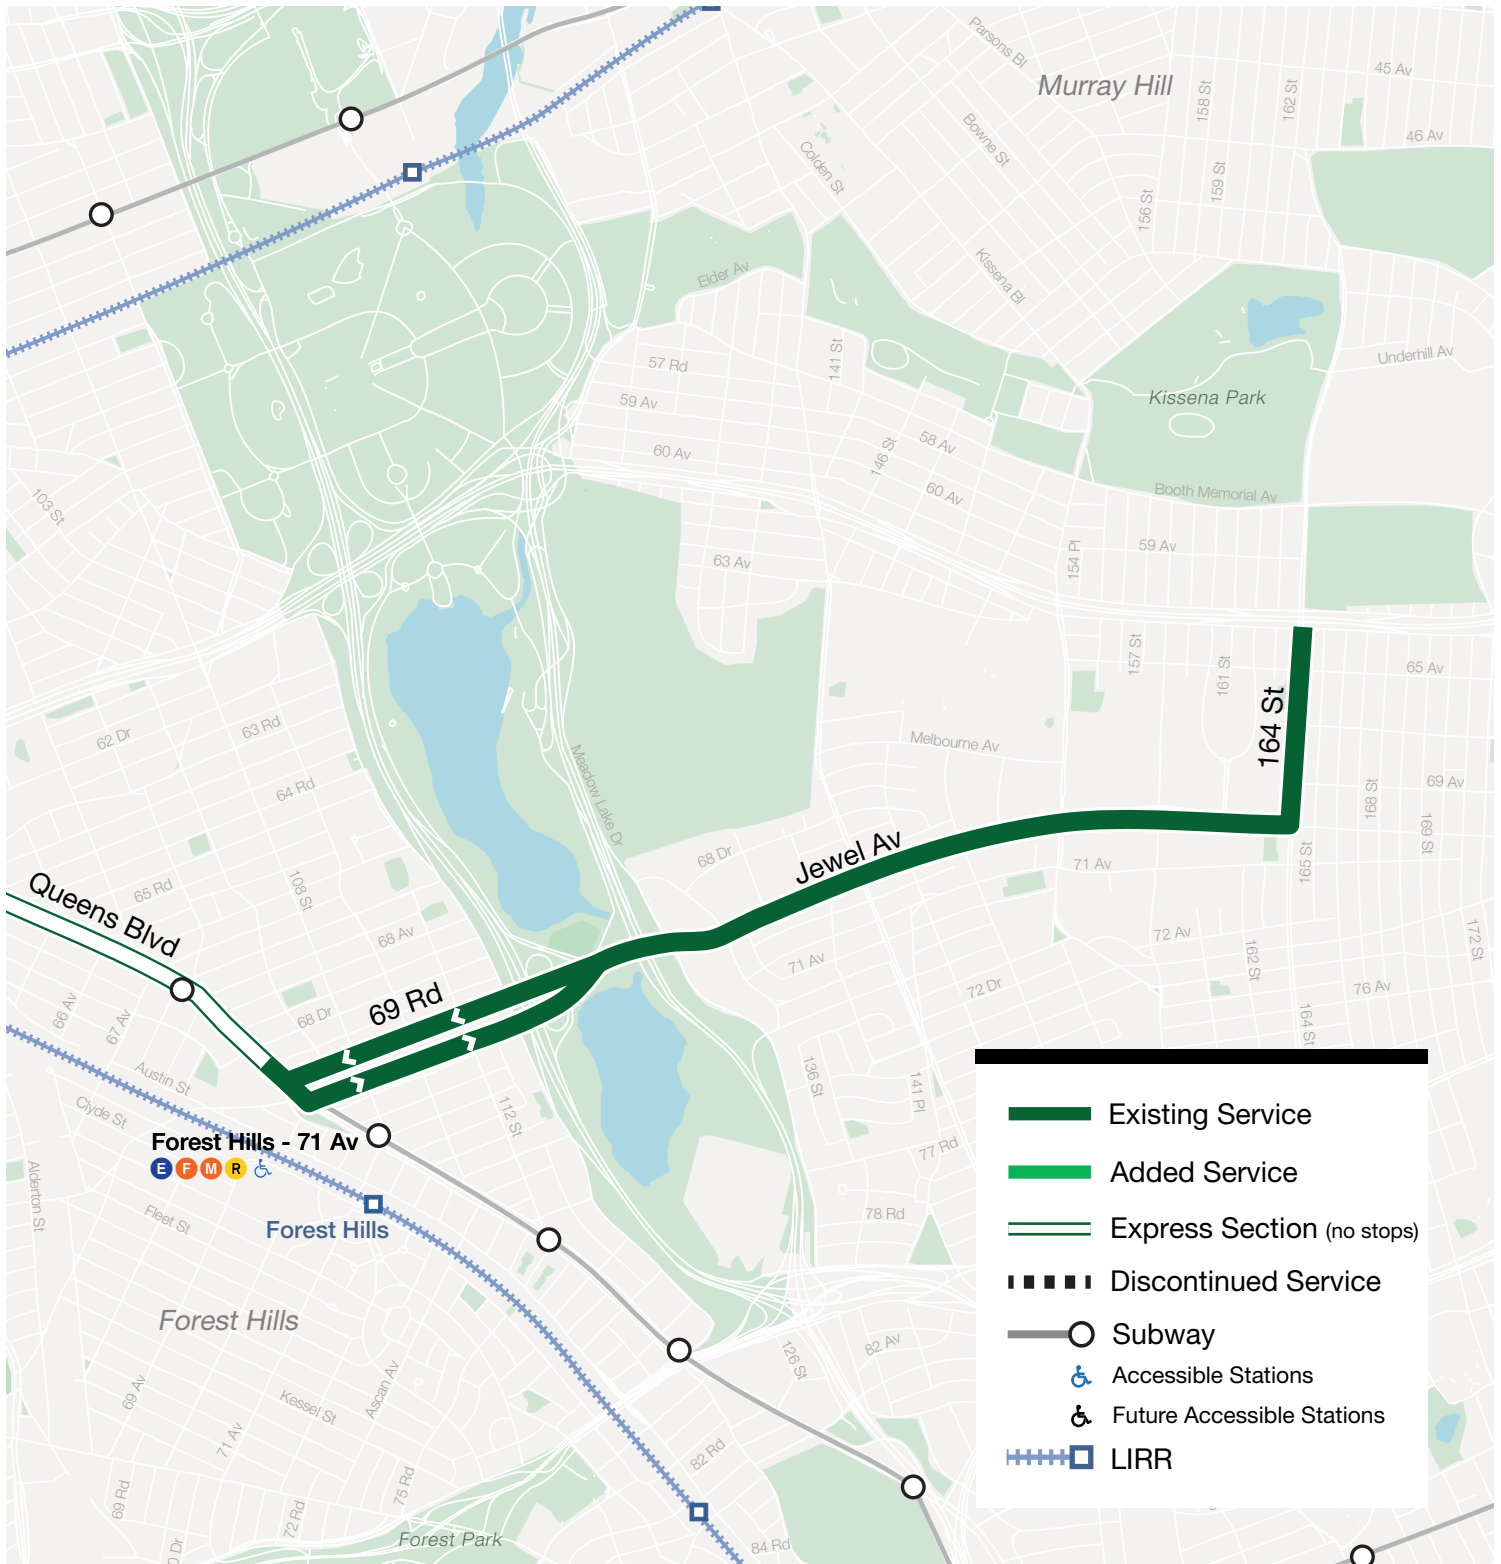 Parsons Bl
45 Av
Murray Hill
158 St
162 St
46 Av
Bowne St
Colden St
159 St
156 St
Elder Av
Kissena Bl
Underhill Av
141 St
57 Rd
Kissena Park
59 Av
58 Av
146 St
60 Av
60 Av
Booth Memorial Av
103 St
59 Av
154 Pl
63 Av
157 St
161 St
65 Av
164 St
62 Dr
63 Rd
Melbourne Av
Meadow Lake Dr
64 Rd
69 Av
168 St
169 St
Jewel Av
68 Dr
71 Av
165 St
Queens Blvd
65 Rd
108 St
68 Av
72 Av
162 St
172 St
71 Av
72 Dr
76 Av
69 Rd
66 Av
67 Av
68 Dr
164 St
Austin St
136 St
141 Pl
Clyde St
112 St
Forest Hills - 71 Av
E F M R
77 Rd
Alderton St
Fleet St
Forest Hills
78 Rd
Forest Hills
126 St
82 Av
69 Av
Kessel St
Ascan Av
71 Av
82 Rd
69 Rd
72 Rd
75 Rd
Forest Park
84 Rd
Existing Service
Added Service
Express Section (no stops)
Discontinued Service
Subway
Accessible Stations
Future Accessible Stations
LIRR